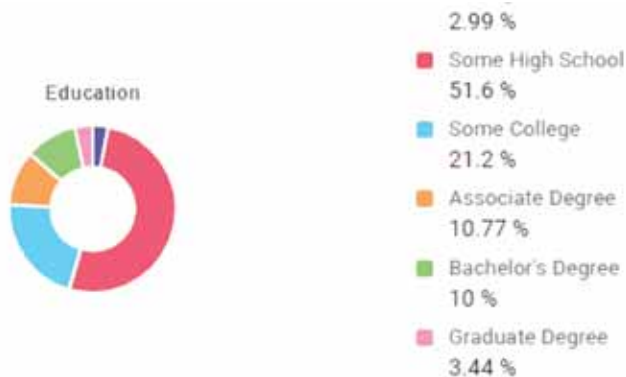 Education
2.99 %
Some High School
51.6 %
Some College
21.2 %
Associate Degree
10.77 %
Bachelor's Degree
10 %
Graduate Degree
3.44 %